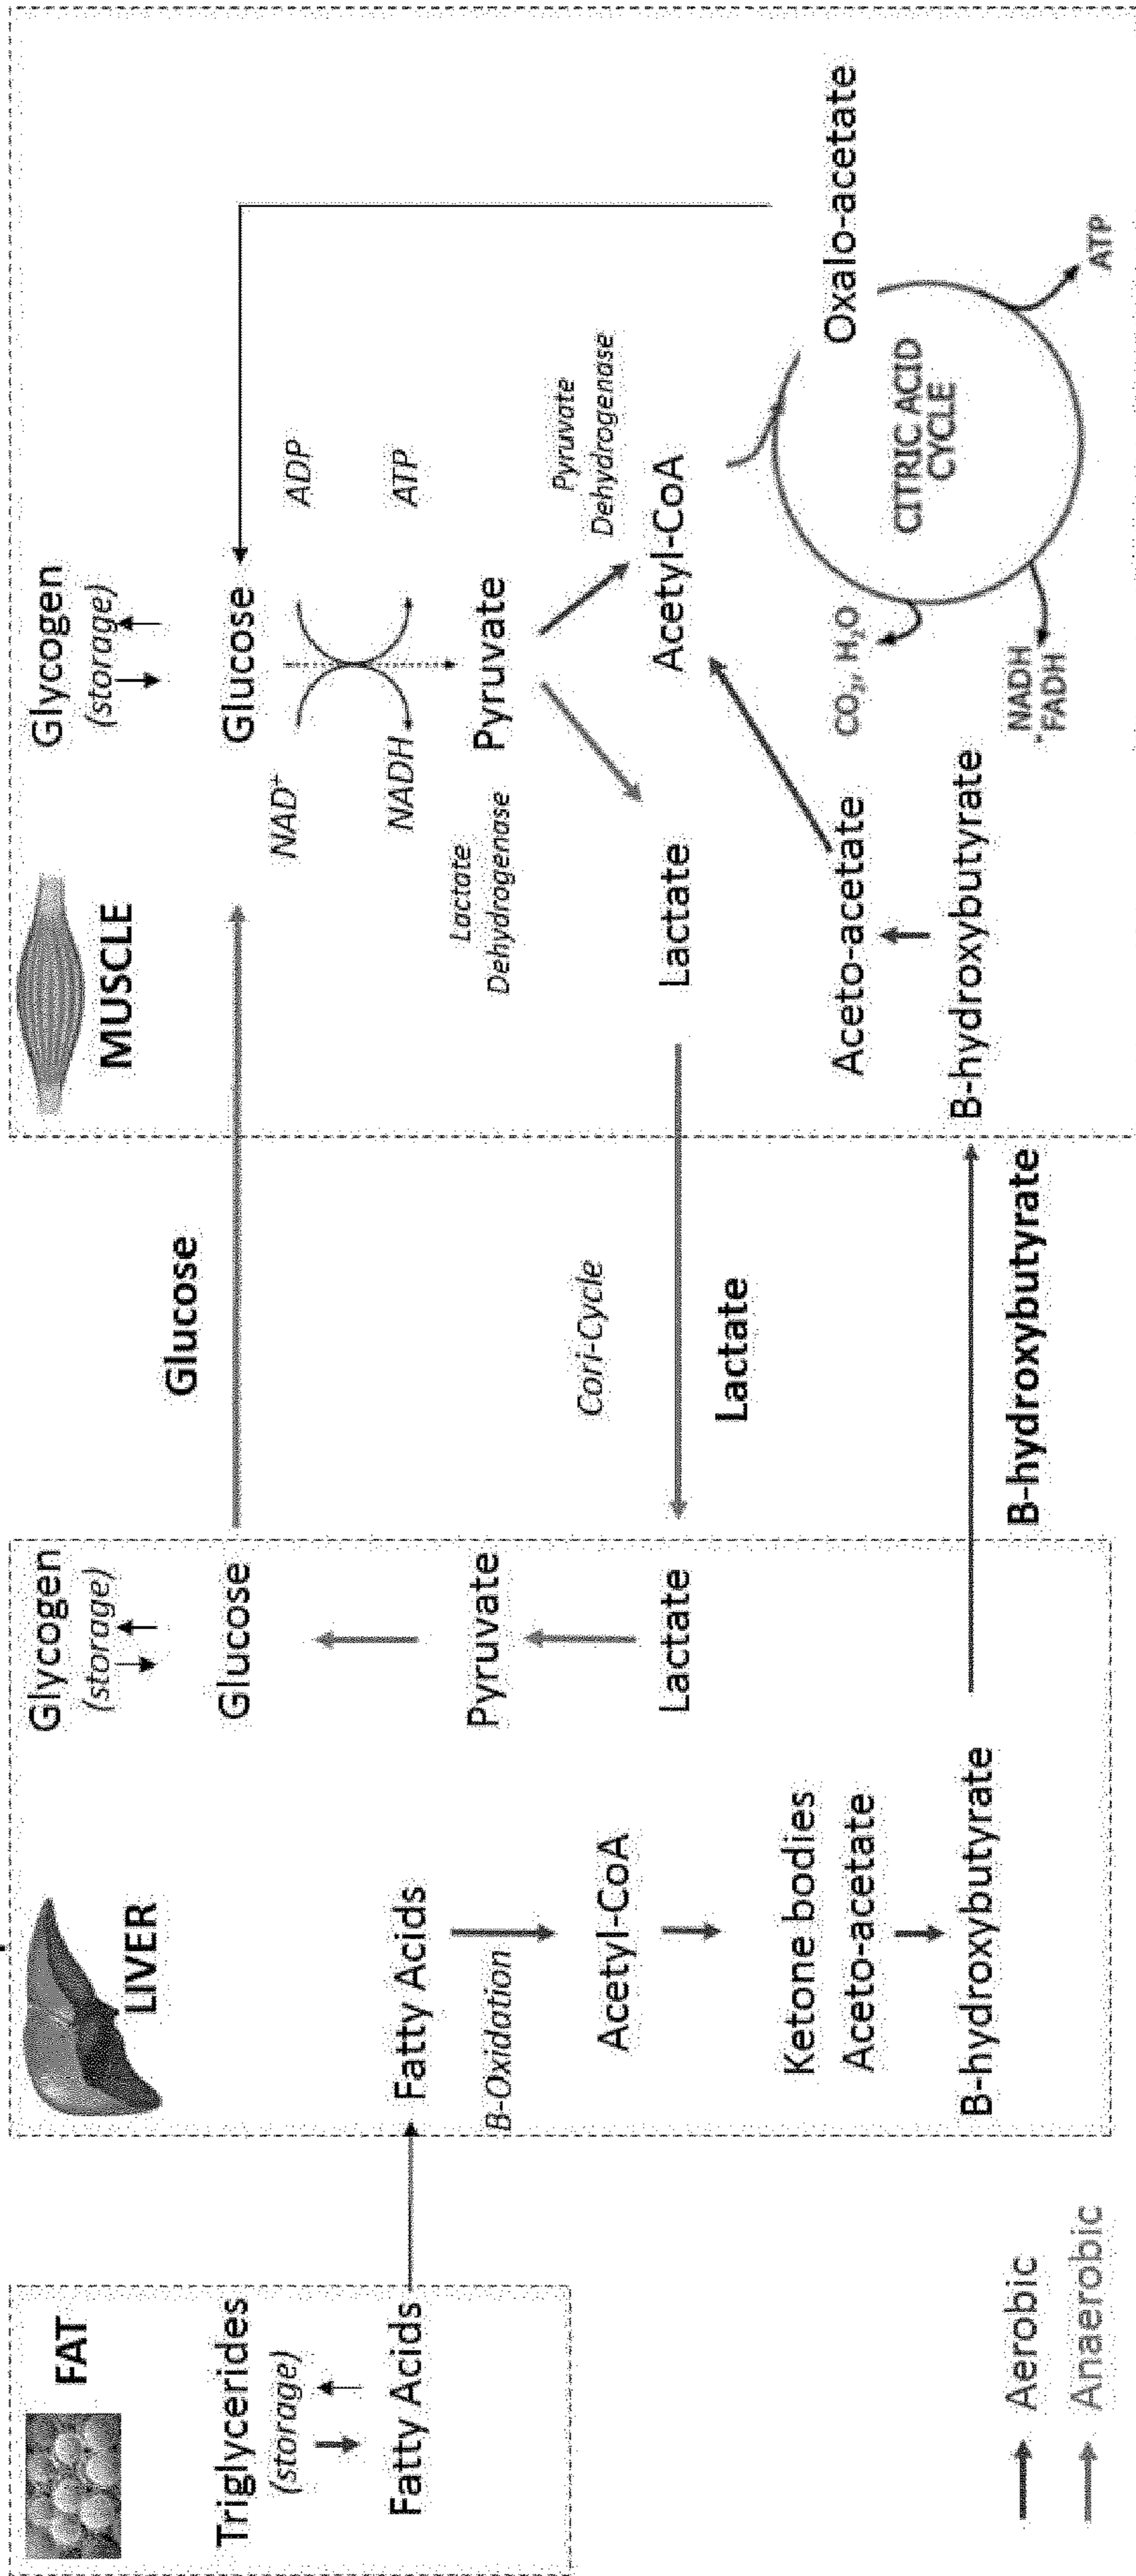 FAT
Triglycerides
(storage)
Fatty Acids
LIVER
Fatty Acids
B-Oxidation
Acetyl-CoA
Ketone bodies
Aceto-acetate
B-hydroxybutyrate
Glycogen
(storage)
Glucose
Pyruvate
Lactate
Glucose
Cori-Cycle
Lactate
B-hydroxybutyrate
MUSCLE
Glycogen
(storage)
Glucose
NAD+
ADP
NADH
ATP
Lactate
Dehydrogenase
Pyruvate
Pyruvate
Dehydrogenase
Lactate
Acetyl-CoA
Aceto-acetate
B-hydroxybutyrate
Oxalo-acetate
CITRIC ACID
CYCLE
CO₂, H₂O
NADH
FADH
ATP
Aerobic
Anaerobic